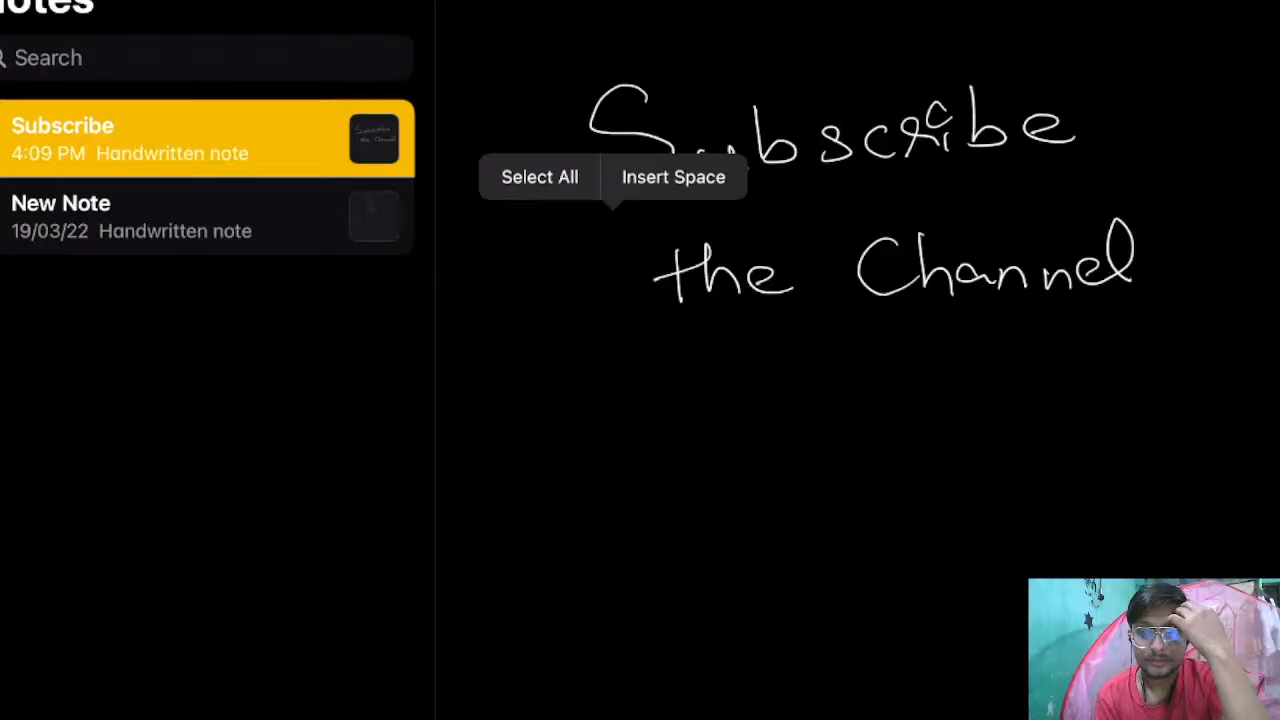 Notes
Search
Subscribe
4:09 PM Handwritten note
New Note
19/03/22 Handwritten note
Select All
Insert Space
Subscribe
the Channel